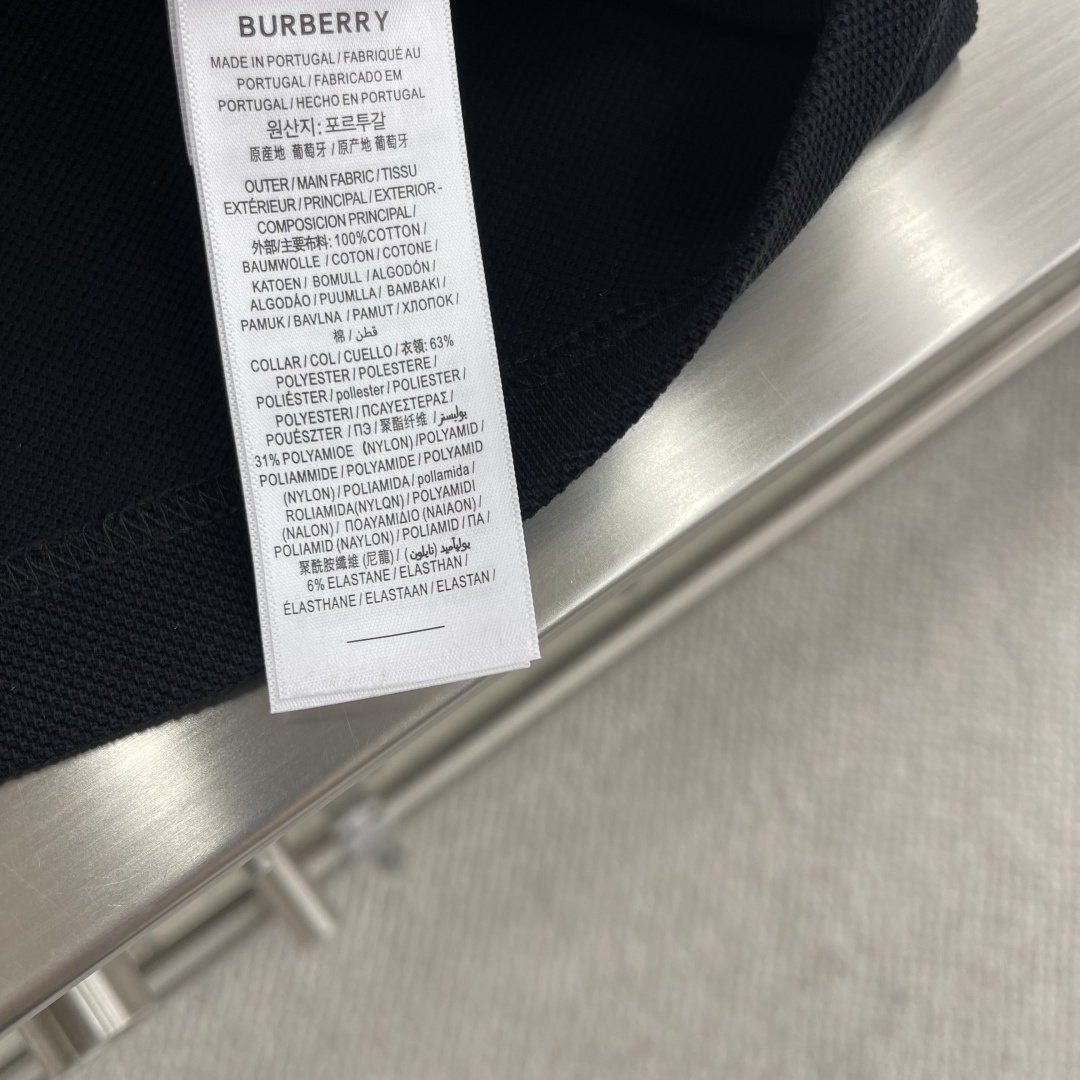 BURBERRY
MADE IN PORTUGAL / FABRIQUÉ AU
PORTUGAL / FABRICADO EM
PORTUGAL / HECHO EN PORTUGAL
원산지: 포르투갈
原産地 葡萄牙 / 原产地 葡萄牙
OUTER / MAIN FABRIC / TISSU
EXTÉRIEUR / PRINCIPAL / EXTERIOR -
COMPOSICION PRINCIPAL /
外部/主要布料: 100%COTTON /
BAUMWOLLE / COTON / COTONE /
KATOEN / BOMULL / ALGODÓN /
ALGODÃO / PUUMLLA / BAMBAKI /
PAMUK / BAVLNA / PAMUT / ХЛОПОК /
棉 / قطن
COLLAR / COL / CUELLO / 衣領: 63%
POLYESTER / POLESTERE /
POLIÉSTER / pollester / POLIESTER /
POLYESTERI / ПСАУЕΣТЕРАΣ /
POUÉSZTER / ПЭ / 聚酯纤维 / بوليستر
31% POLYAMIOE (NYLON) /POLYAMID /
POLIAMMIDE / POLYAMIDE / POLYAMID
(NYLON) / POLIAMIDA / pollamida /
ROLIAMIDA(NYLQN) / POLYAMIDI
(NALON) / ПОАУАМІΔІО (NAIAON) /
POLIAMID (NAYLON) / POLIAMID / ПА /
聚酰胺纖維 (尼龍) / بوليآميد (نايلون)
6% ELASTANE / ELASTHAN /
ÉLASTHANE / ELASTAAN / ELASTAN /